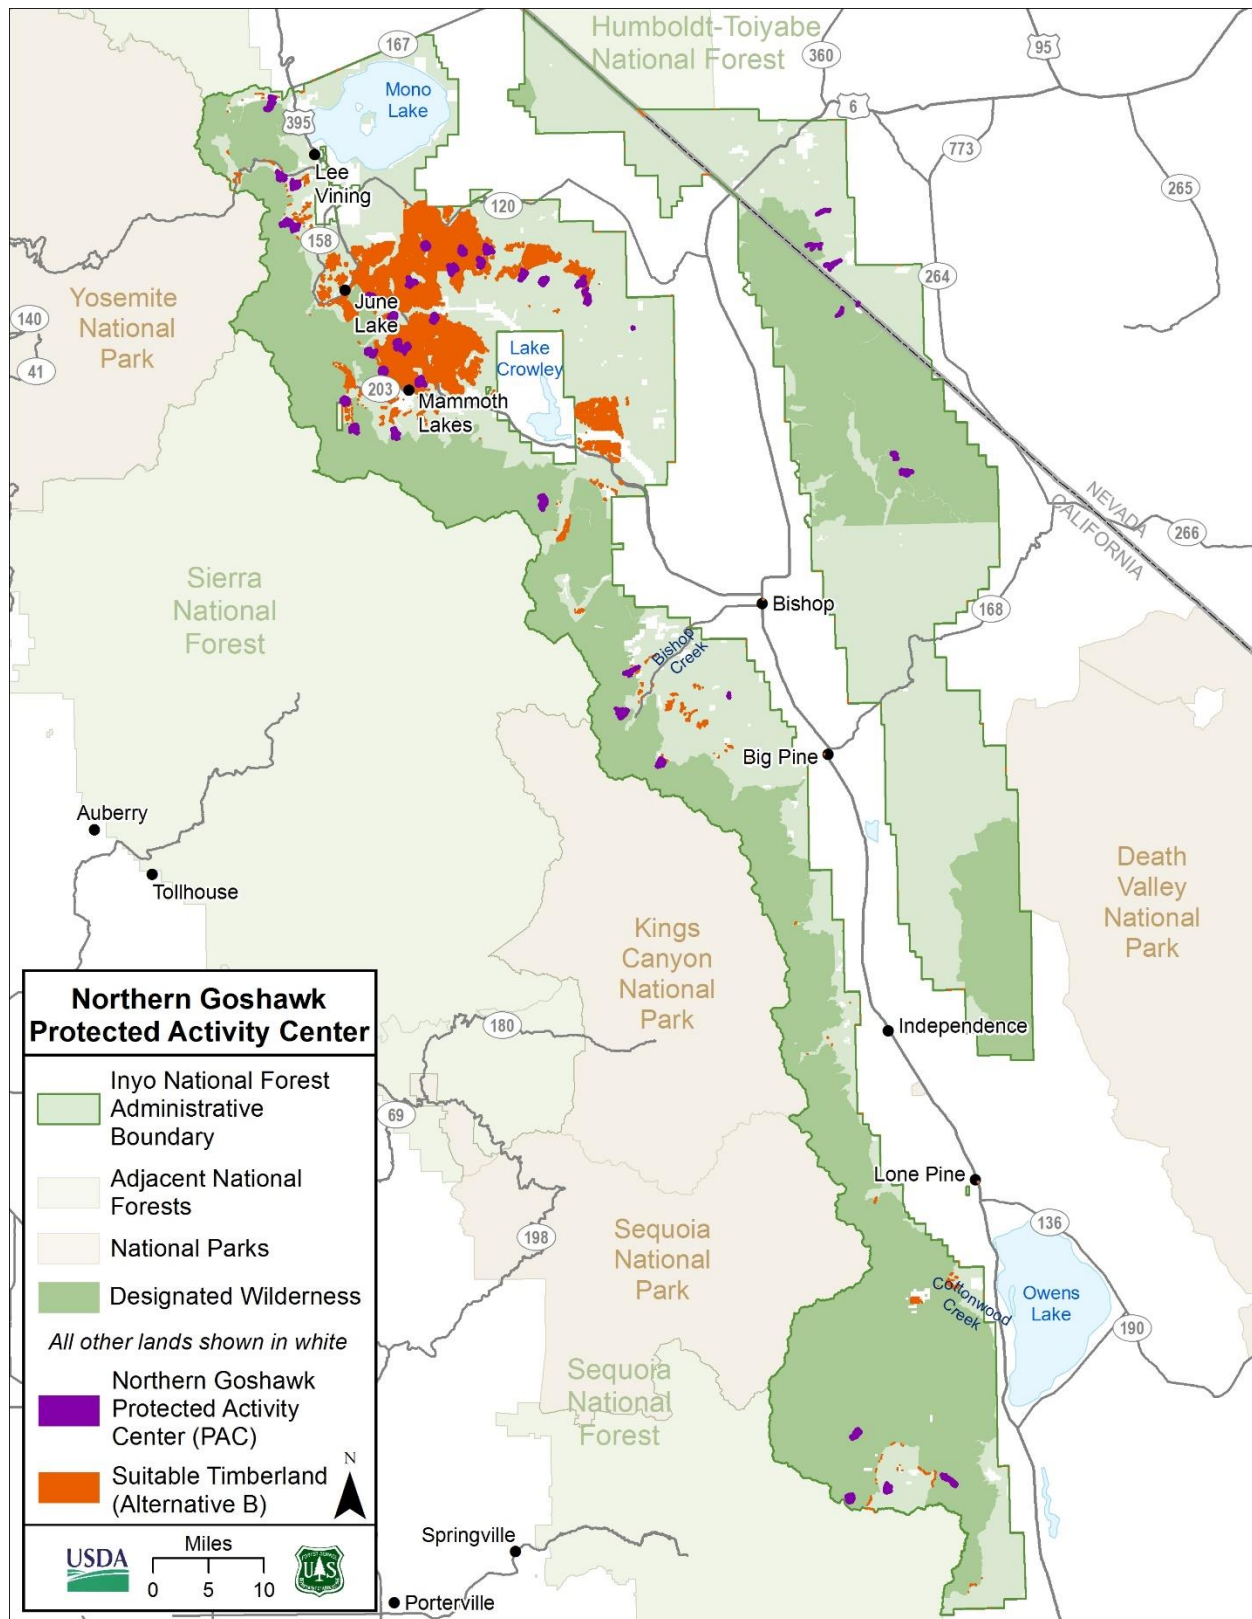 Humboldt-Toiyabe
National Forest
167
360
95
6
Mono
Lake
395
773
Lee
Vining
265
120
158
264
Yosemite
National
Park
140
41
June
Lake
Lake
Crowley
203
Mammoth
Lakes
NEVADA
CALIFORNIA
266
Sierra
National
Forest
Bishop
168
Bishop
Creek
Big Pine
Auberry
Tollhouse
Death
Valley
National
Park
Kings
Canyon
National
Park
180
Independence
69
Lone Pine
198
136
Sequoia
National
Park
Cottonwood
Creek
Owens
Lake
190
Sequoia
National
Forest
Springville
Porterville
Northern Goshawk
Protected Activity Center
Inyo National Forest
Administrative
Boundary
Adjacent National
Forests
National Parks
Designated Wilderness
All other lands shown in white
Northern Goshawk
Protected Activity
Center (PAC)
N
Suitable Timberland
(Alternative B)
USDA
Miles
0 5 10
FOREST SERVICE
U S
DEPARTMENT OF AGRICULTURE